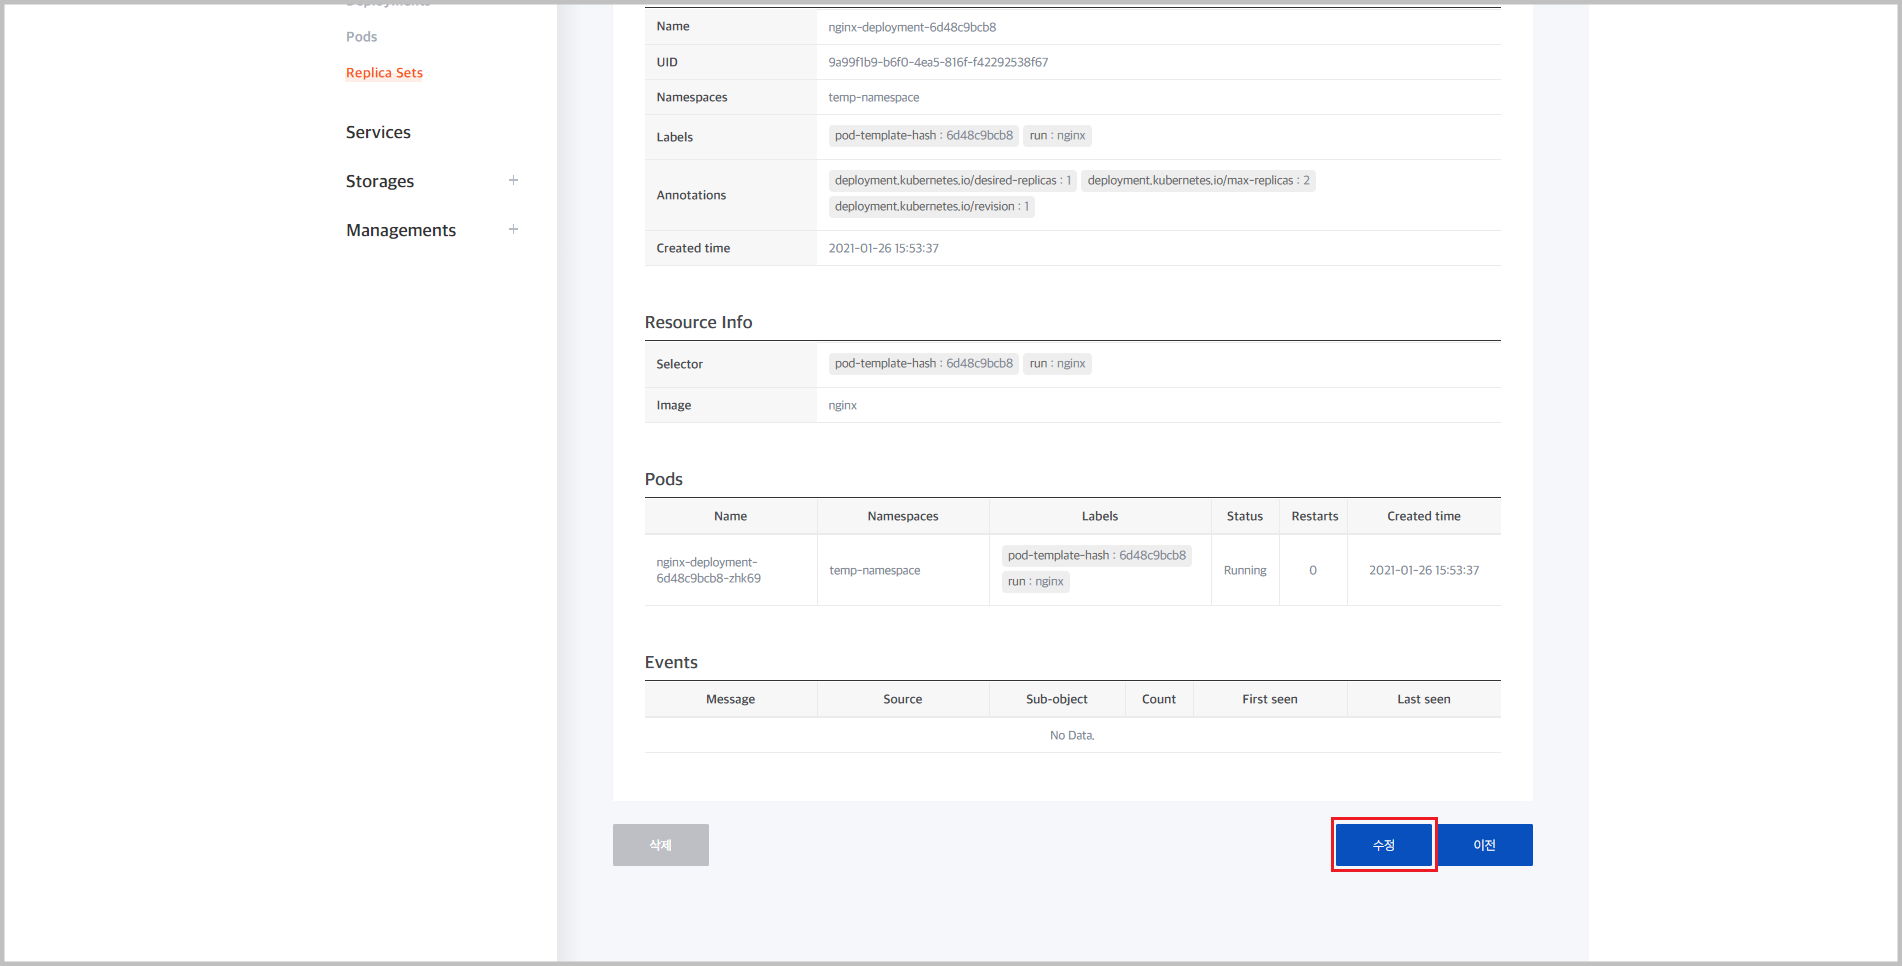 Deployments
Pods
Replica Sets
Services
Storages
Managements
Name nginx-deployment-6d48c9bcb8
UID 9a99f1b9-b6f0-4ea5-816f-f42292538f67
Namespaces temp-namespace
Labels pod-template-hash : 6d48c9bcb8 run : nginx
Annotations deployment.kubernetes.io/desired-replicas : 1 deployment.kubernetes.io/max-replicas : 2
deployment.kubernetes.io/revision : 1
Created time 2021-01-26 15:53:37
Resource Info
Selector pod-template-hash : 6d48c9bcb8 run : nginx
Image nginx
Pods
Name Namespaces Labels Status Restarts Created time
nginx-deployment-
6d48c9bcb8-zhk69
temp-namespace
pod-template-hash : 6d48c9bcb8
run : nginx
Running
0
2021-01-26 15:53:37
Events
Message Source Sub-object Count First seen Last seen
No Data.
삭제 수정 이전